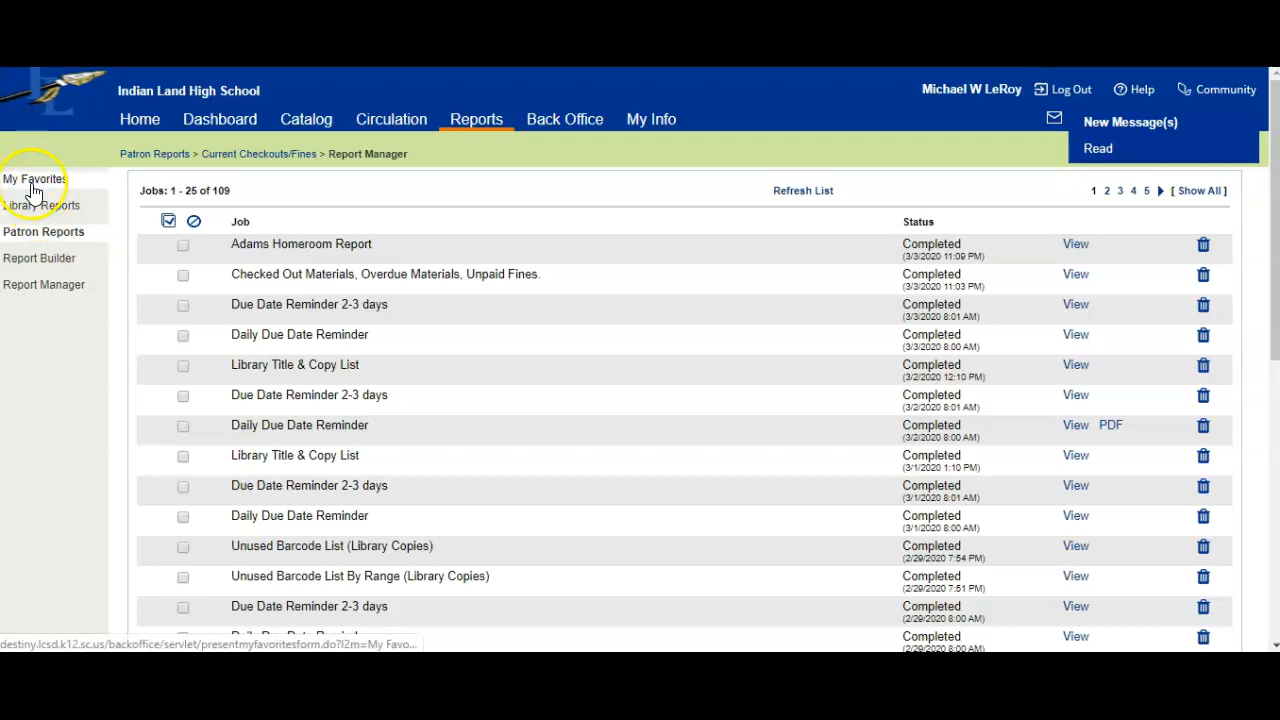 Indian Land High School
Michael W LeRoy Log Out Help Community
Home Dashboard Catalog Circulation Reports Back Office My Info
New Message(s)
Read
Patron Reports > Current Checkouts/Fines > Report Manager
My Favorites
Library Reports
Patron Reports
Report Builder
Report Manager
Jobs: 1 - 25 of 109 Refresh List 1 2 3 4 5 [ Show All ]
Job Status
Adams Homeroom Report Completed View
(3/3/2020 11:09 PM)
Checked Out Materials, Overdue Materials, Unpaid Fines. Completed View
(3/3/2020 11:03 PM)
Due Date Reminder 2-3 days Completed View
(3/3/2020 8:01 AM)
Daily Due Date Reminder Completed View
(3/3/2020 8:00 AM)
Library Title & Copy List Completed View
(3/2/2020 12:10 PM)
Due Date Reminder 2-3 days Completed View
(3/2/2020 8:01 AM)
Daily Due Date Reminder Completed View PDF
(3/2/2020 8:00 AM)
Library Title & Copy List Completed View
(3/1/2020 1:10 PM)
Due Date Reminder 2-3 days Completed View
(3/1/2020 8:01 AM)
Daily Due Date Reminder Completed View
(3/1/2020 8:00 AM)
Unused Barcode List (Library Copies) Completed View
(2/29/2020 7:54 PM)
Unused Barcode List By Range (Library Copies) Completed View
(2/29/2020 7:51 PM)
Due Date Reminder 2-3 days Completed View
(2/29/2020 8:00 AM)
Daily Due Date Reminder Completed View
(2/29/2020 8:00 AM)
destiny.lcsd.k12.sc.us/backoffice/servlet/presentmyfavoritesform.do?l2m=My Favo...